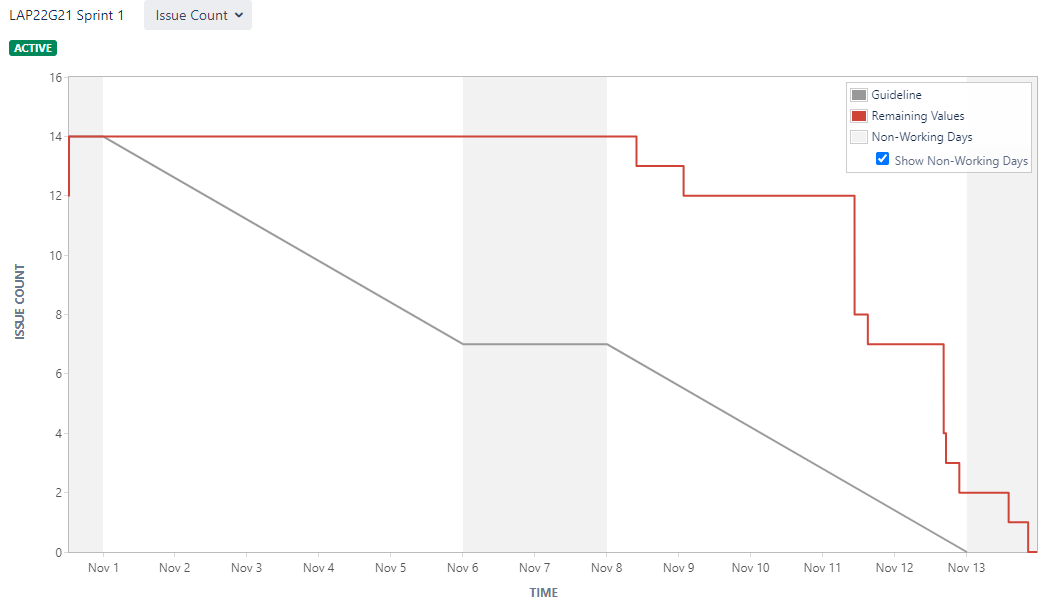 LAP22G21 Sprint 1 Issue Count
ACTIVE
Guideline
Remaining Values
Non-Working Days
Show Non-Working Days
16
14
12
10
8
6
4
2
0
ISSUE COUNT
Nov 1 Nov 2 Nov 3 Nov 4 Nov 5 Nov 6 Nov 7 Nov 8 Nov 9 Nov 10 Nov 11 Nov 12 Nov 13
TIME